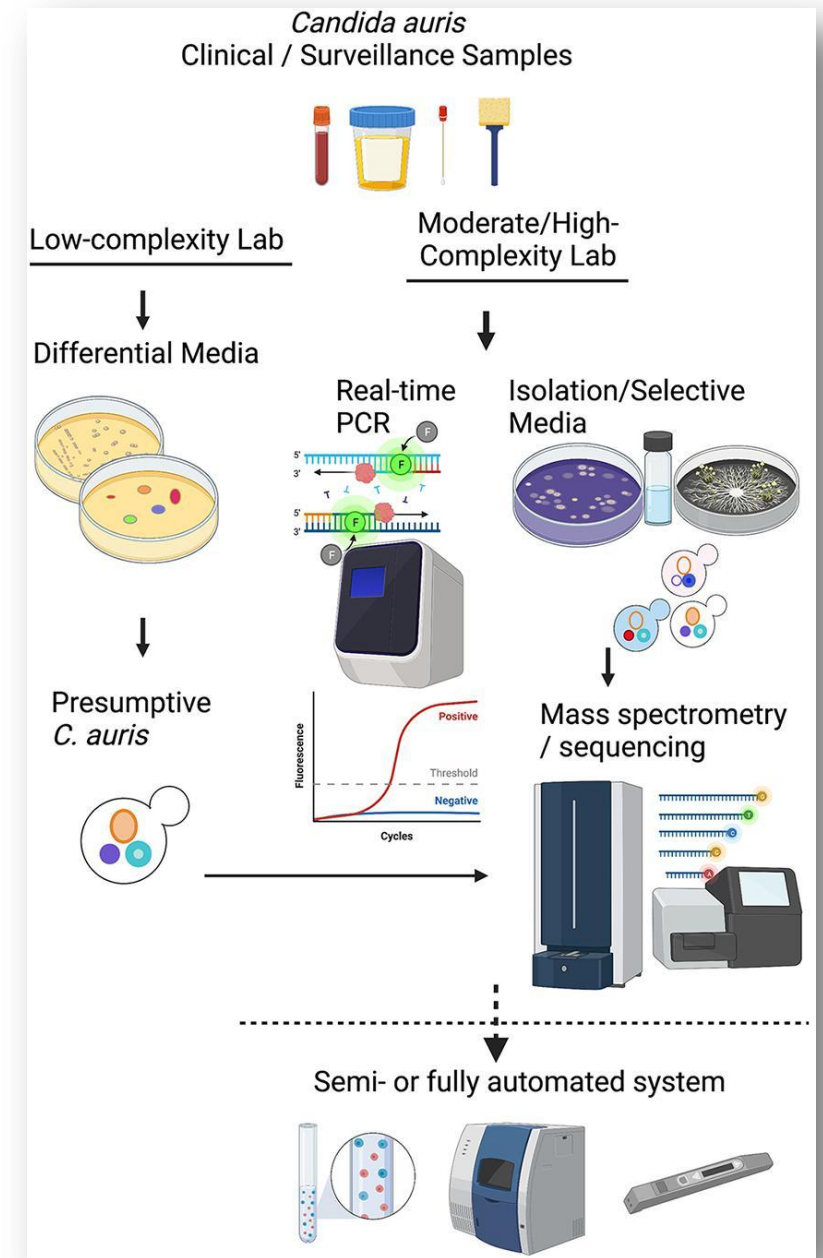 Candida auris
Clinical / Surveillance Samples
Low-complexity Lab
Moderate/High-
Complexity Lab
Differential Media
Real-time
PCR
Isolation/Selective
Media
F
5'
F
3'
5'
F
3'
F
Presumptive
C. auris
Fluorescence
Positive
Threshold
Negative
Cycles
Mass spectrometry
/ sequencing
G
T
C
G
A
Semi- or fully automated system